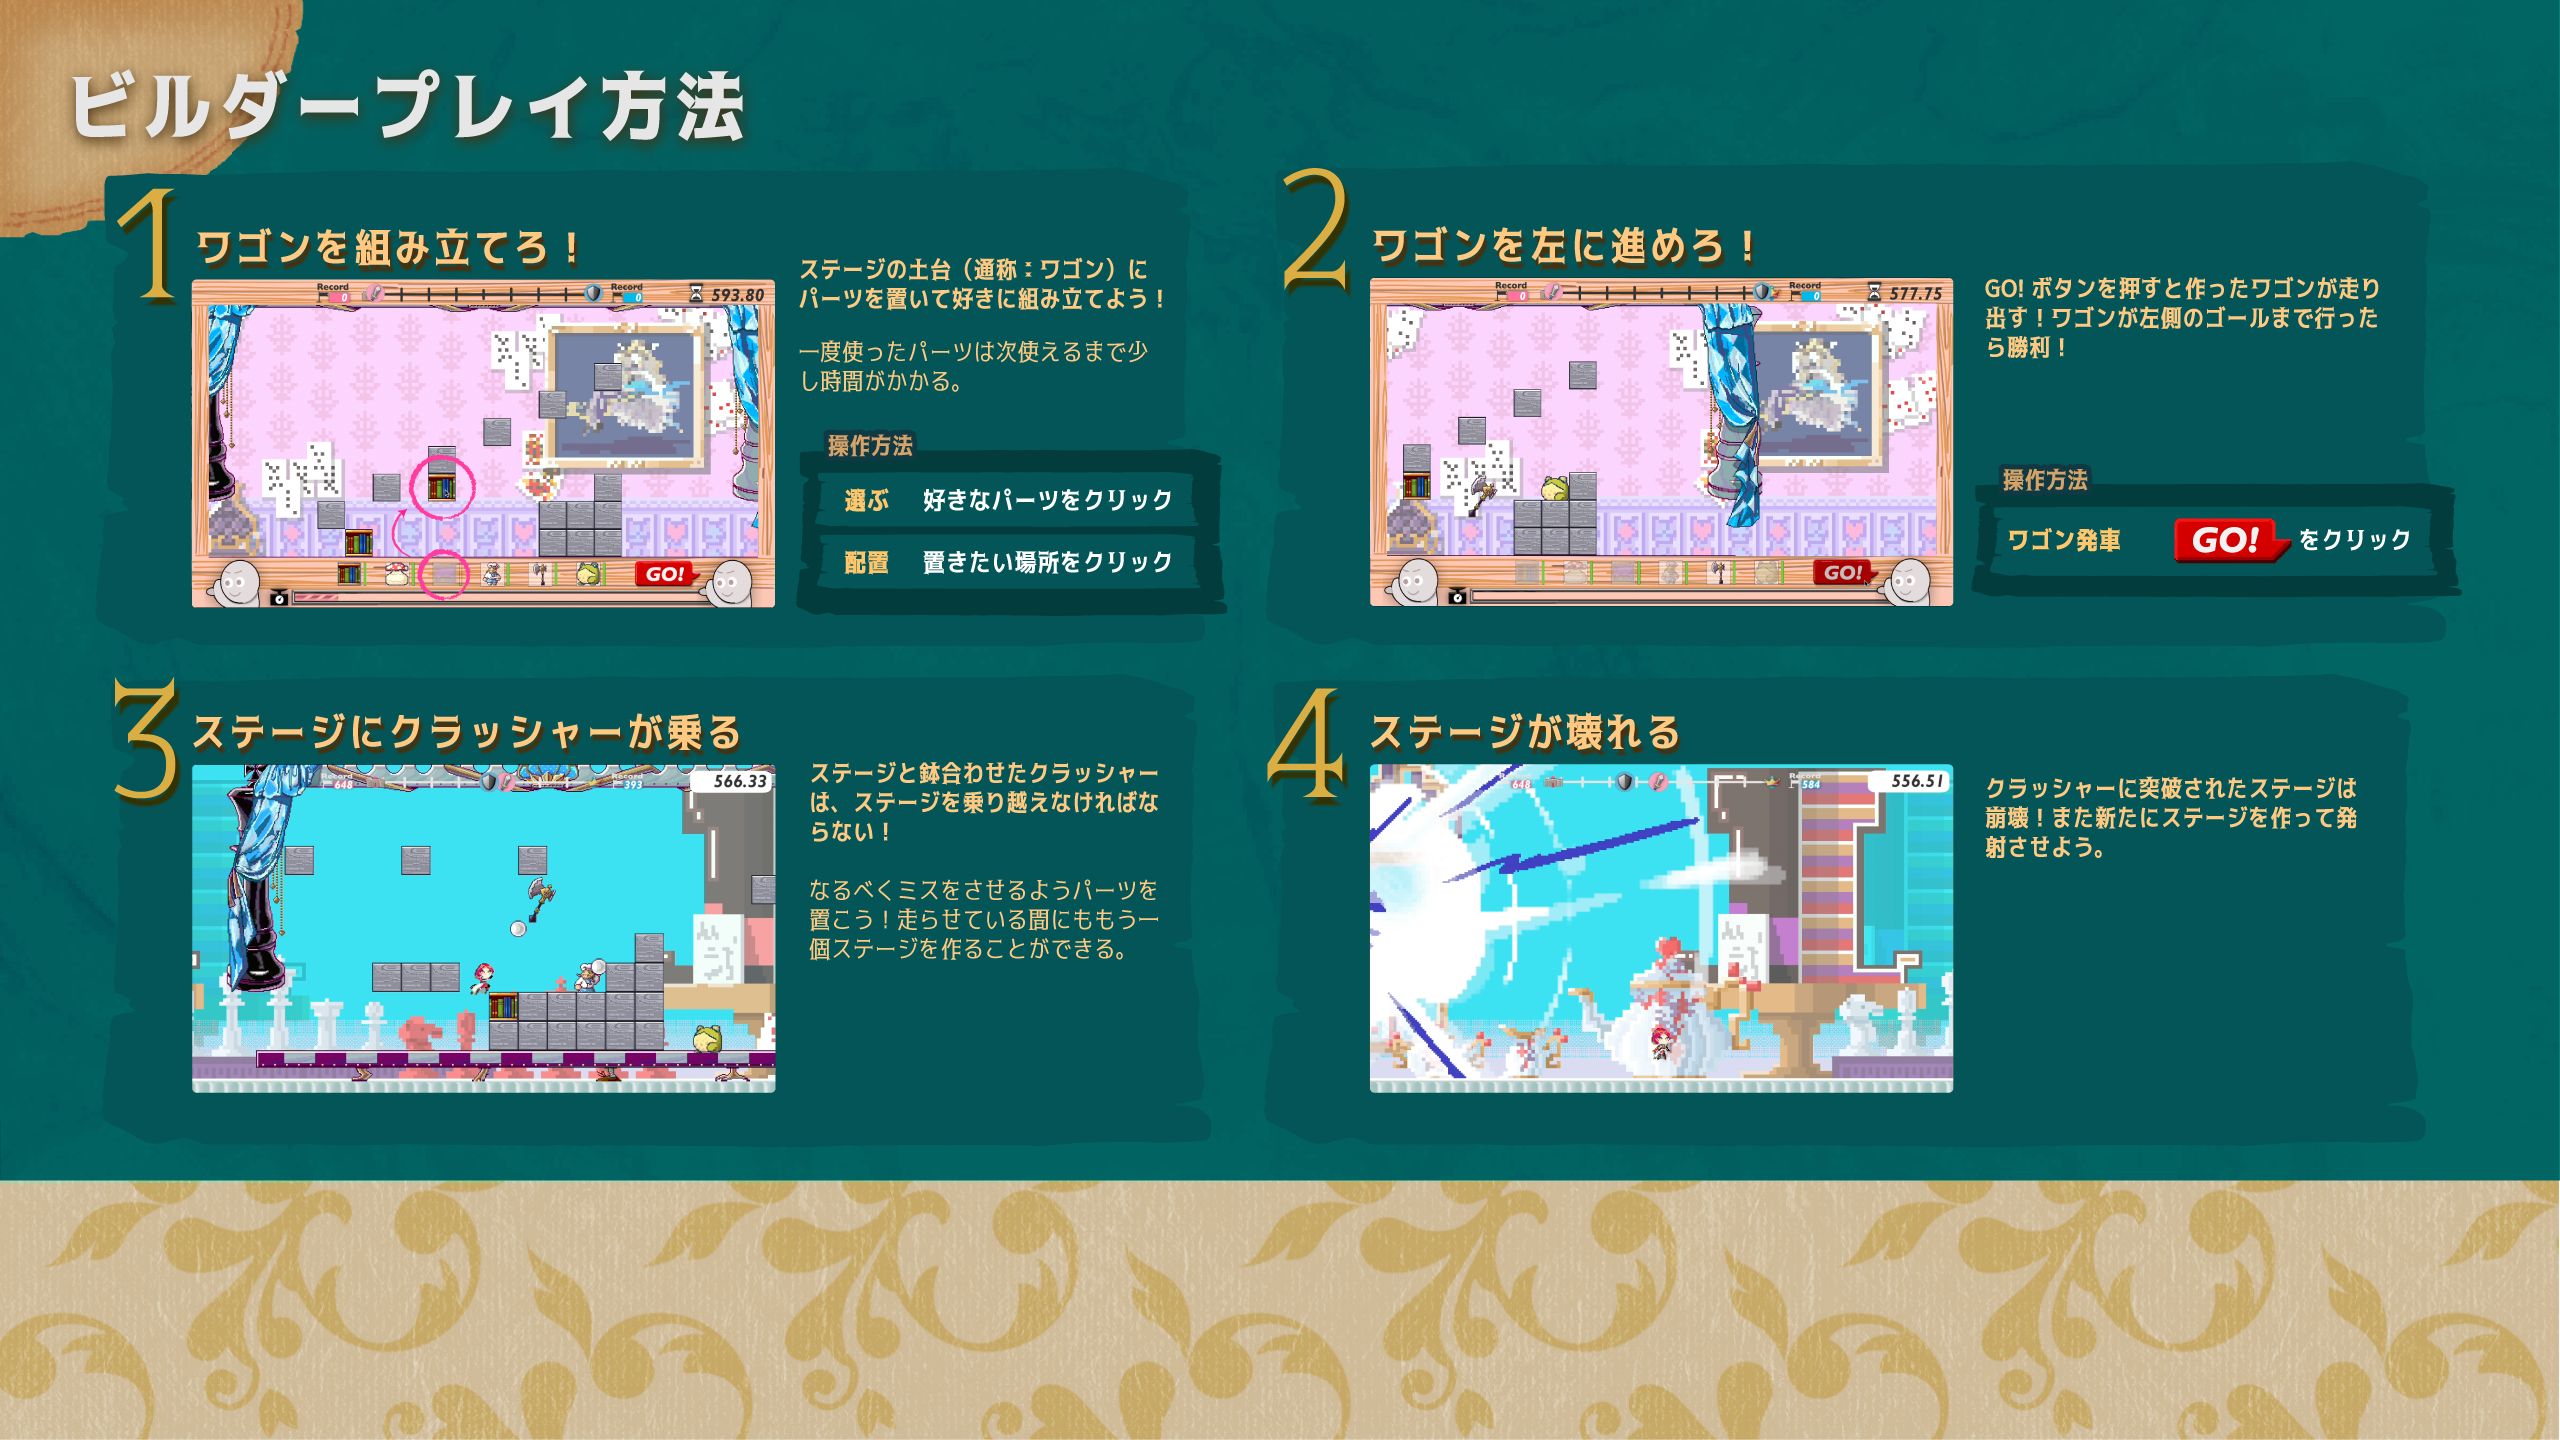 ビルダープレイ方法
1
ワゴンを組み立てろ！
Record
0
Record
0
593.80
GO!
ステージの土台（通称：ワゴン）に
パーツを置いて好きに組み立てよう！
一度使ったパーツは次使えるまで少
し時間がかかる。
操作方法
選ぶ 好きなパーツをクリック
配置 置きたい場所をクリック
2
ワゴンを左に進めろ！
Record
0
Record
0
577.75
GO!
GO! ボタンを押すと作ったワゴンが走り
出す！ワゴンが左側のゴールまで行った
ら勝利！
操作方法
ワゴン発車 GO! をクリック
3
ステージにクラッシャーが乗る
Record
648
Record
393
566.33
ステージと鉢合わせたクラッシャー
は、ステージを乗り越えなければな
らない！
なるべくミスをさせるようパーツを
置こう！走らせている間にももう一
個ステージを作ることができる。
4
ステージが壊れる
648
Record
584
556.51
クラッシャーに突破されたステージは
崩壊！また新たにステージを作って発
射させよう。